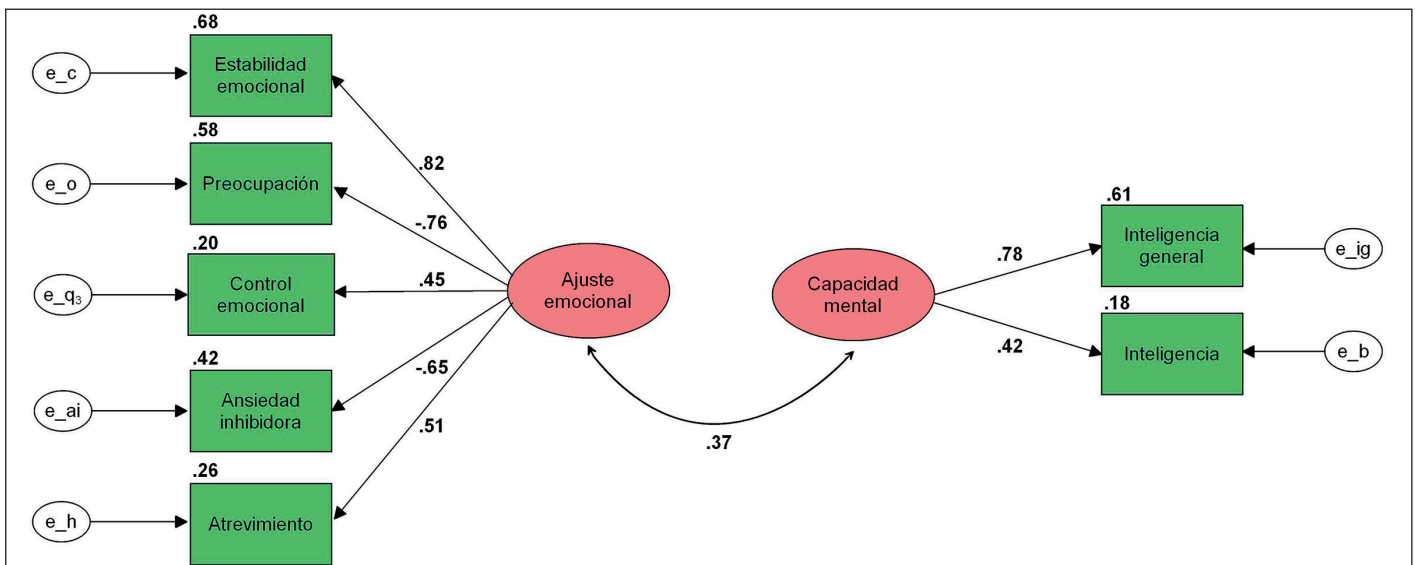 .68
e_c
Estabilidad
emocional
.58
e_o
Preocupación
.20
e_q₃
Control
emocional
.42
e_ai
Ansiedad
inhibidora
.26
e_h
Atrevimiento
.82
-.76
.45
-.65
.51
Ajuste
emocional
.37
Capacidad
mental
.78
.42
.61
Inteligencia
general
e_ig
.18
Inteligencia
e_b